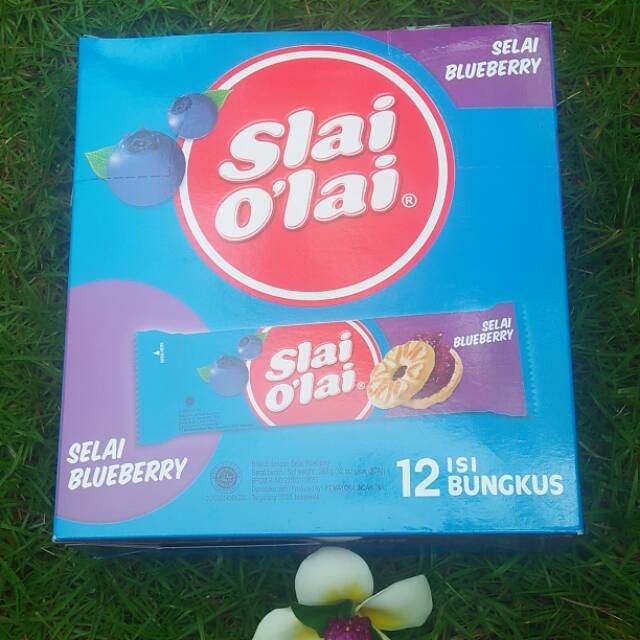 SELAI
BLUEBERRY
Slai
O'lai
®
SELAI
BLUEBERRY
Slai
O'lai
®
SELAI
BLUEBERRY
12 ISI
BUNGKUS